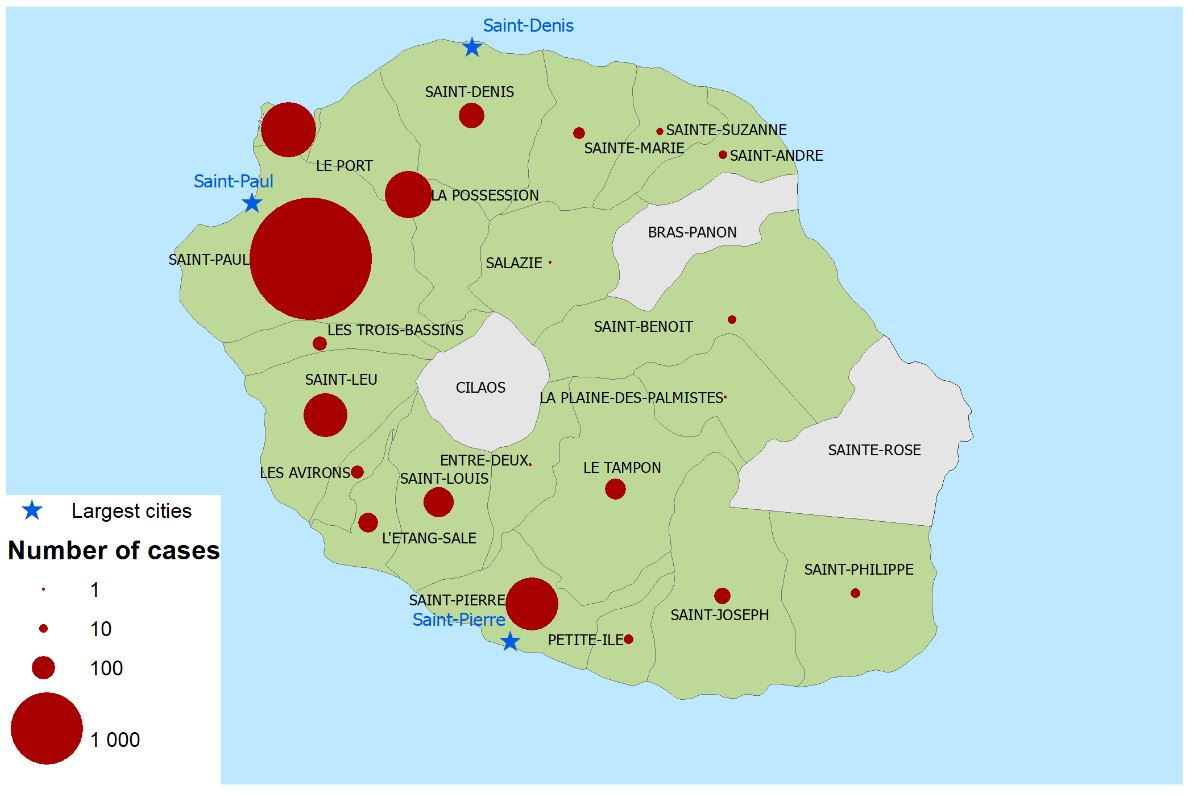 Saint-Denis
SAINT-DENIS
SAINTE-SUZANNE
SAINTE-MARIE
SAINT-ANDRE
LE PORT
Saint-Paul
LA POSSESSION
BRAS-PANON
SAINT-PAUL
SALAZIE
LES TROIS-BASSINS
SAINT-BENOIT
SAINT-LEU
CILAOS
LA PLAINE-DES-PALMISTES
SAINTE-ROSE
ENTRE-DEUX
LE TAMPON
LES AVIRONS
SAINT-LOUIS
L'ETANG-SALE
SAINT-PHILIPPE
SAINT-PIERRE
Saint-Pierre
SAINT-JOSEPH
PETITE-ILE
Largest cities
Number of cases
1
10
100
1 000